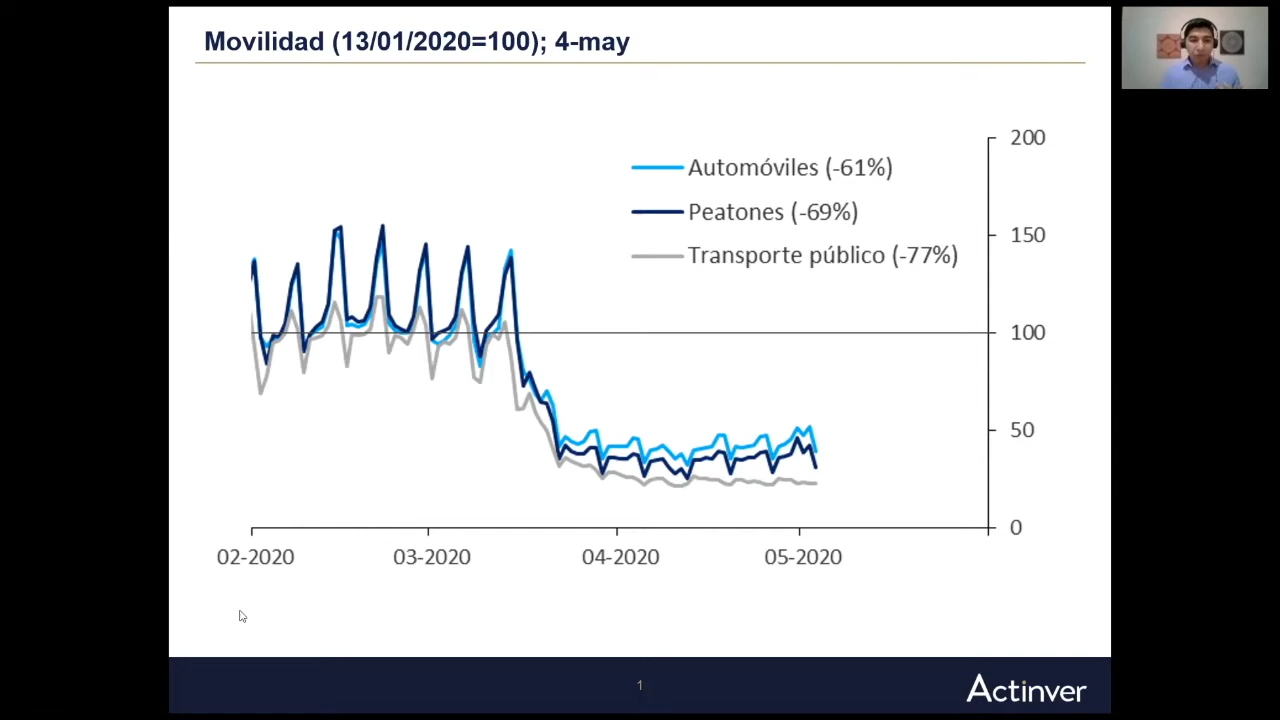 Movilidad (13/01/2020=100); 4-may
200
Automóviles (-61%)
Peatones (-69%)
150
Transporte público (-77%)
100
50
0
02-2020 03-2020 04-2020 05-2020
1
Actinver